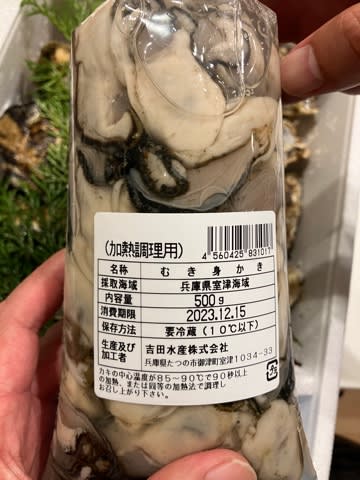 (加熱調理用)
4560425831017
名称 むき身かき
採取海域 兵庫県室津海域
内容量 500g
消費期限 2023.12.15
保存方法 要冷蔵(10℃以下)
生産及び加工者 吉田水産株式会社
兵庫県たつの市御津町室津1034-33
カキの中心温度が85〜90℃で90秒以上
の加熱、または同等の加熱法で調理し
お召し上がり下さい。
プラ